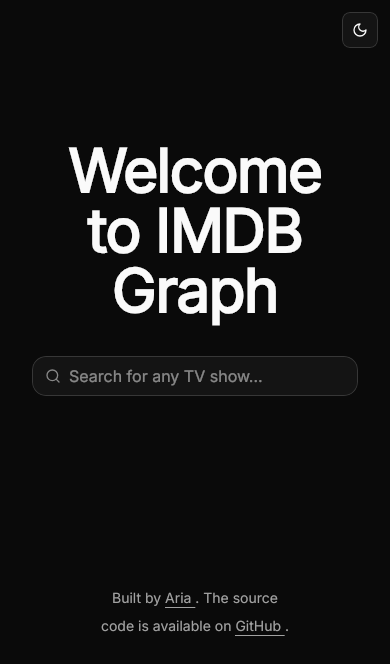 Welcome
to IMDB
Graph
Search for any TV show...
Built by Aria . The source
code is available on GitHub .